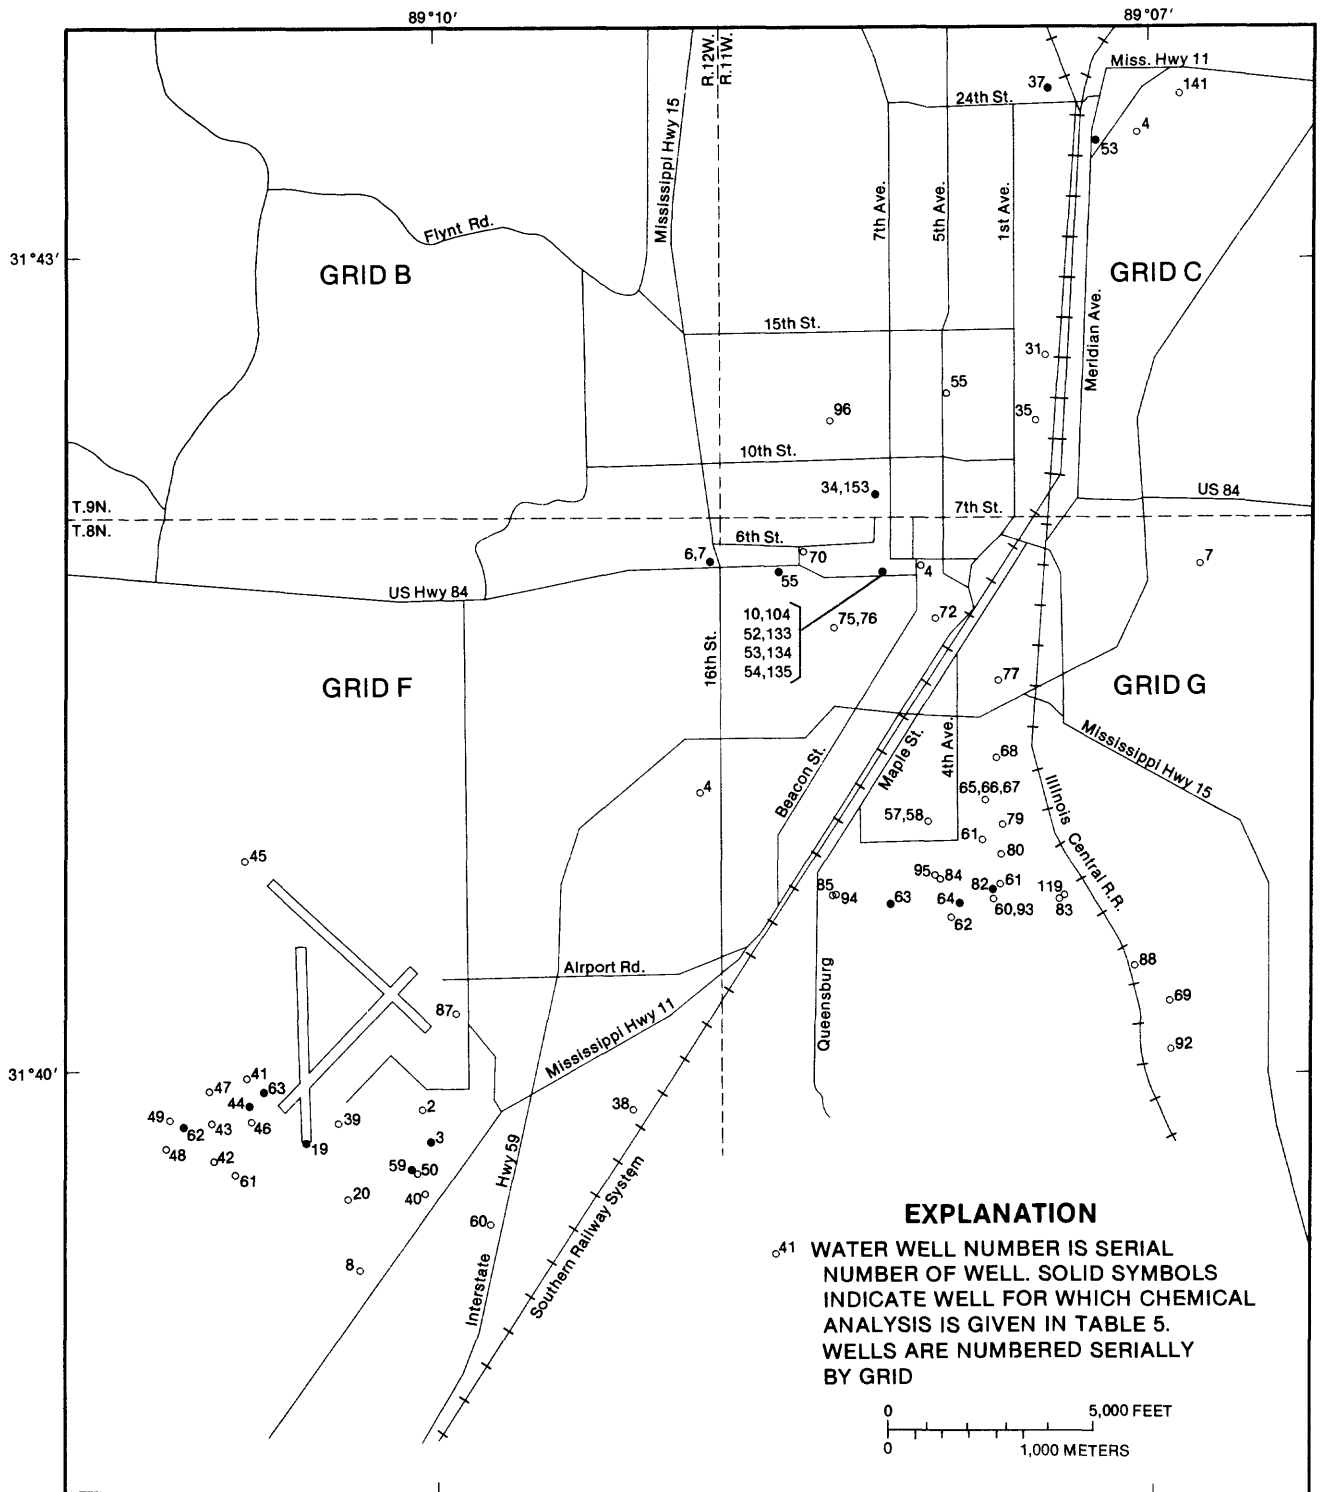 89°10'
89°07'
R.12W.
R.11W.
Miss. Hwy 11
37
24th St.
141
4
53
Mississippi Hwy 15
7th Ave.
5th Ave.
1st Ave.
Flynt Rd.
31°43'
GRID B
GRID C
Meridian Ave.
15th St.
31
55
96
35
10th St.
34,153
US 84
T.9N.
T.8N.
7th St.
6th St.
6,7
70
55
4
7
US Hwy 84
10,104
52,133
53,134
54,135
75,76
72
16th St.
77
GRID F
GRID G
Mississippi Hwy 15
Beacon St.
Maple St.
4th Ave.
68
4
65,66,67
57,58
79
61
80
Illinois Central R.R.
45
95
84
82
61
119
85
94
63
64
60,93
83
62
Airport Rd.
88
69
87
Queensburg
Mississippi Hwy 11
92
31°40'
41
47
63
44
2
38
49
62
43
46
39
19
3
48
42
61
59
50
20
40
Interstate Hwy 59
60
8
Southern Railway System
EXPLANATION
41 WATER WELL NUMBER IS SERIAL
NUMBER OF WELL. SOLID SYMBOLS
INDICATE WELL FOR WHICH CHEMICAL
ANALYSIS IS GIVEN IN TABLE 5.
WELLS ARE NUMBERED SERIALLY
BY GRID
0 5,000 FEET
0 1,000 METERS